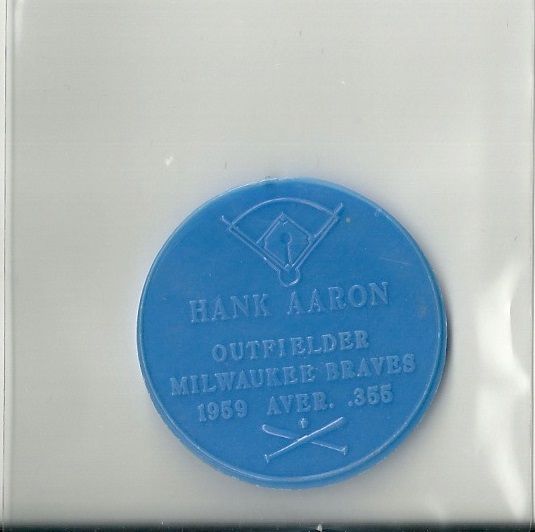 HANK AARON
OUTFIELDER
MILWAUKEE BRAVES
1959 AVER. .355